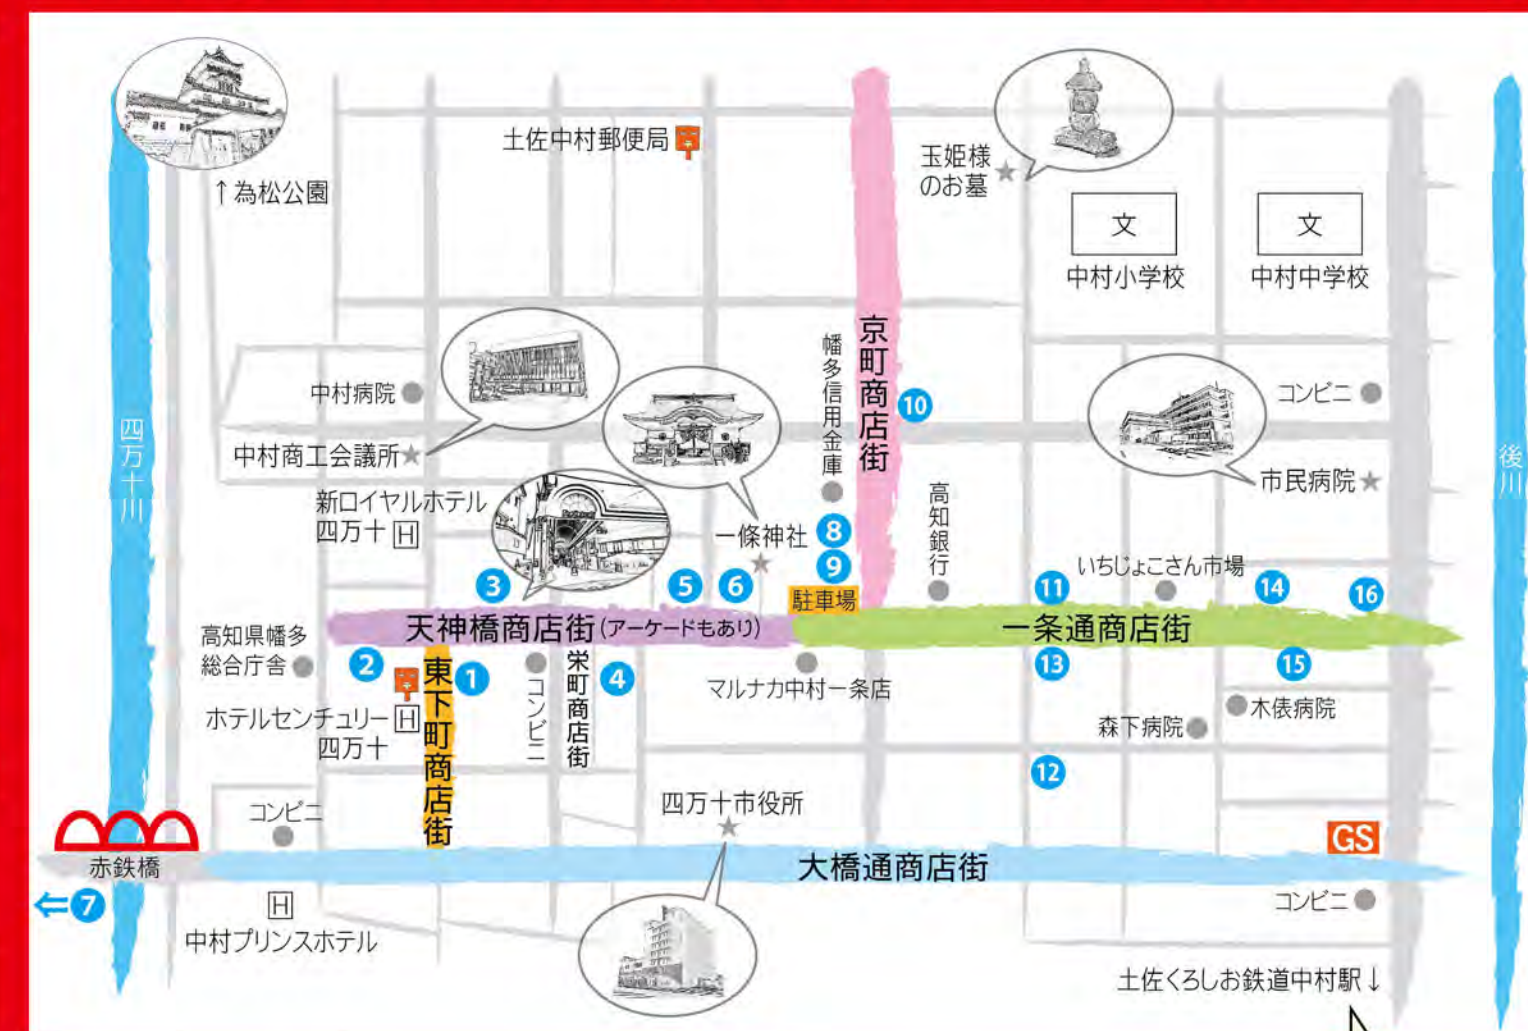 土佐中村郵便局
玉姫様
のお墓
↑為松公園
文
文
中村小学校
中村中学校
京町商店街
幡多信用金庫
中村病院
10
コンビニ
中村商工会議所
四万十川
後川
市民病院
新ロイヤルホテル
四万十 H
高知銀行
一條神社
8
9
いちじょこさん市場
3
5
6
駐車場
11
14
16
天神橋商店街(アーケードもあり)
一条通商店街
高知県幡多
総合庁舎
2
東下町商店街
1
コンビニ
栄町商店街
4
マルナカ中村一条店
13
15
ホテルセンチュリー H
四万十
木俵病院
森下病院
12
四万十市役所
コンビニ
GS
赤鉄橋
大橋通商店街
⇐7
H
中村プリンスホテル
コンビニ
土佐くろしお鉄道中村駅↓